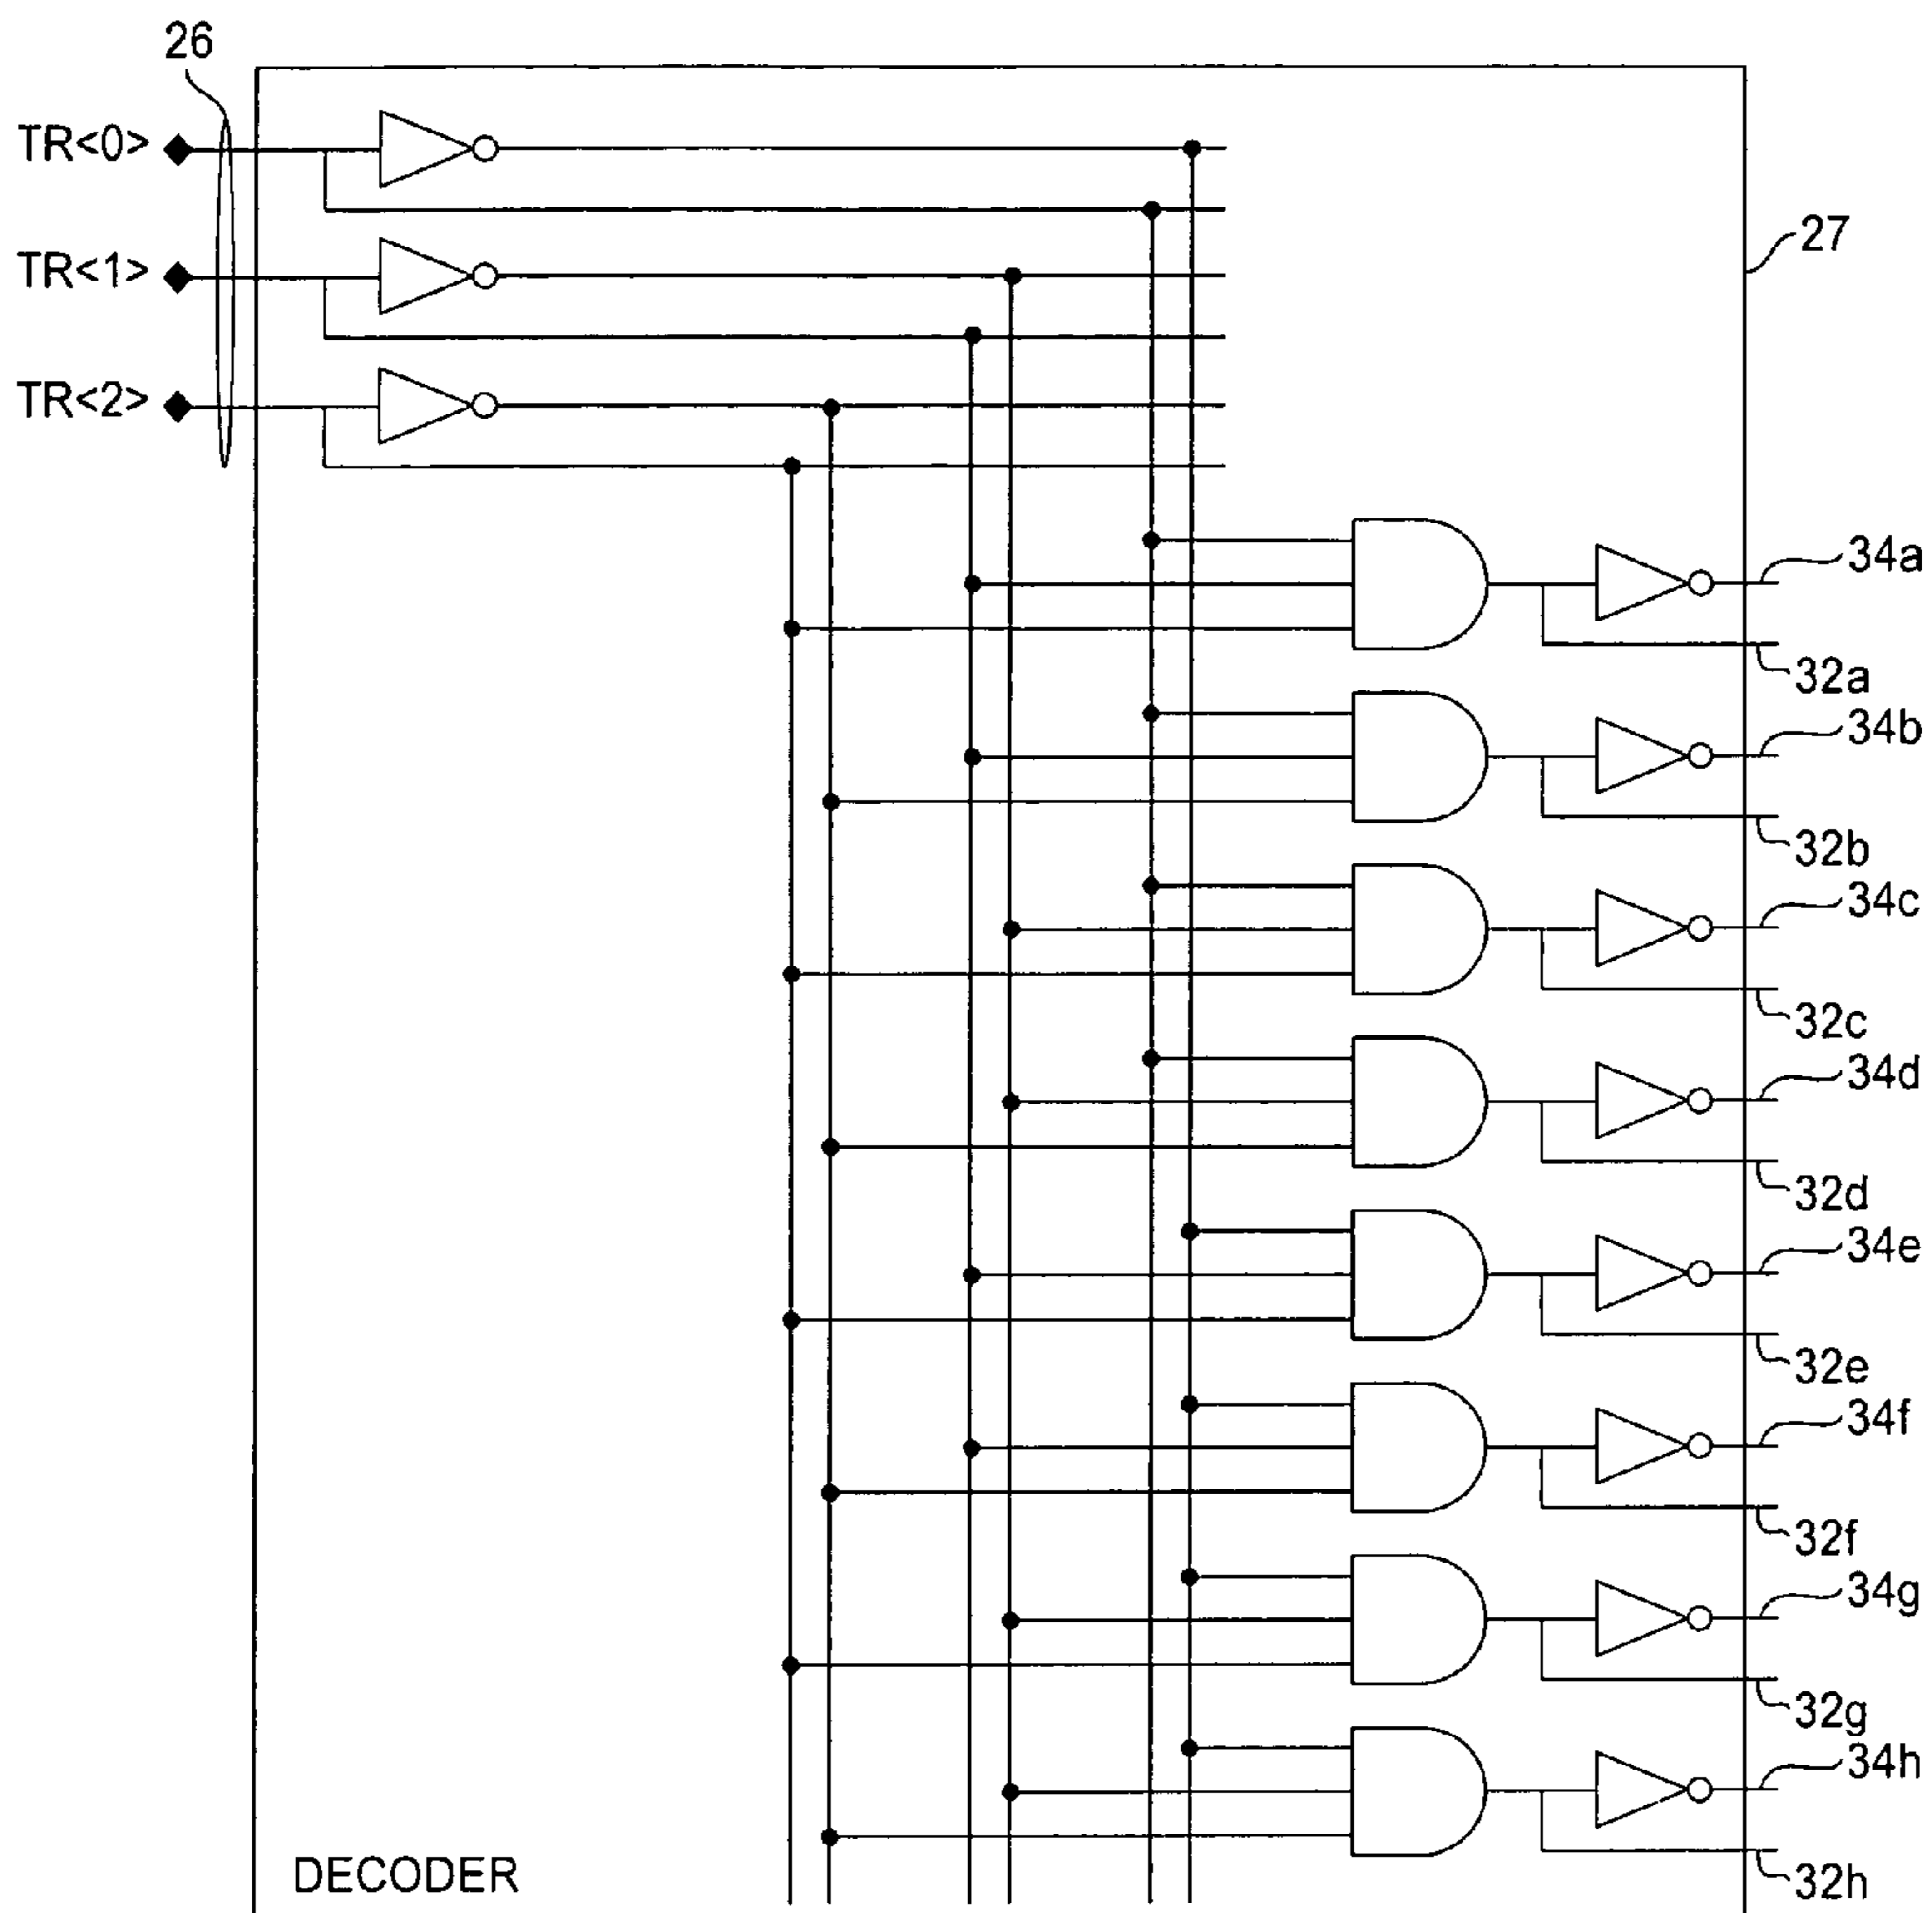 26
TR<0>
27
TR<1>
TR<2>
34a
32a
34b
32b
34c
32c
34d
32d
34e
32e
34f
32f
34g
32g
34h
DECODER
32h